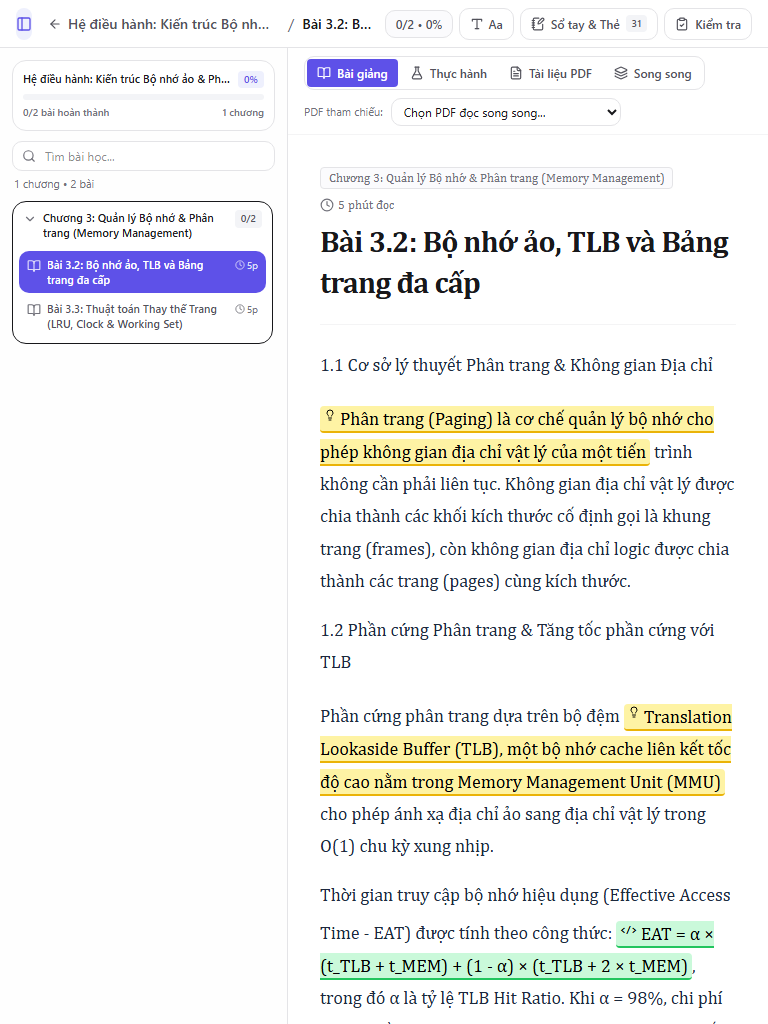 Hệ điều hành: Kiến trúc Bộ nh...
/ Bài 3.2: B...
0/2 • 0%
Aa
Sổ tay & Thẻ 31
Kiểm tra
Hệ điều hành: Kiến trúc Bộ nhớ ảo & Ph... 0%
0/2 bài hoàn thành 1 chương
Tìm bài học...
1 chương • 2 bài
Chương 3: Quản lý Bộ nhớ & Phân 0/2
trang (Memory Management)
Bài 3.2: Bộ nhớ ảo, TLB và Bảng 5p
trang đa cấp
Bài 3.3: Thuật toán Thay thế Trang 5p
(LRU, Clock & Working Set)
Bài giảng Thực hành Tài liệu PDF Song song
PDF tham chiếu: Chọn PDF đọc song song...
Chương 3: Quản lý Bộ nhớ & Phân trang (Memory Management)
5 phút đọc
Bài 3.2: Bộ nhớ ảo, TLB và Bảng
trang đa cấp
1.1 Cơ sở lý thuyết Phân trang & Không gian Địa chỉ
Phân trang (Paging) là cơ chế quản lý bộ nhớ cho
phép không gian địa chỉ vật lý của một tiến trình
không cần phải liên tục. Không gian địa chỉ vật lý được
chia thành các khối kích thước cố định gọi là khung
trang (frames), còn không gian địa chỉ logic được chia
thành các trang (pages) cùng kích thước.
1.2 Phần cứng Phân trang & Tăng tốc phần cứng với
TLB
Phần cứng phân trang dựa trên bộ đệm Translation
Lookaside Buffer (TLB), một bộ nhớ cache liên kết tốc
độ cao nằm trong Memory Management Unit (MMU)
cho phép ánh xạ địa chỉ ảo sang địa chỉ vật lý trong
O(1) chu kỳ xung nhịp.
Thời gian truy cập bộ nhớ hiệu dụng (Effective Access
Time - EAT) được tính theo công thức: EAT = α ×
(t_TLB + t_MEM) + (1 - α) × (t_TLB + 2 × t_MEM),
trong đó α là tỷ lệ TLB Hit Ratio. Khi α = 98%, chi phí